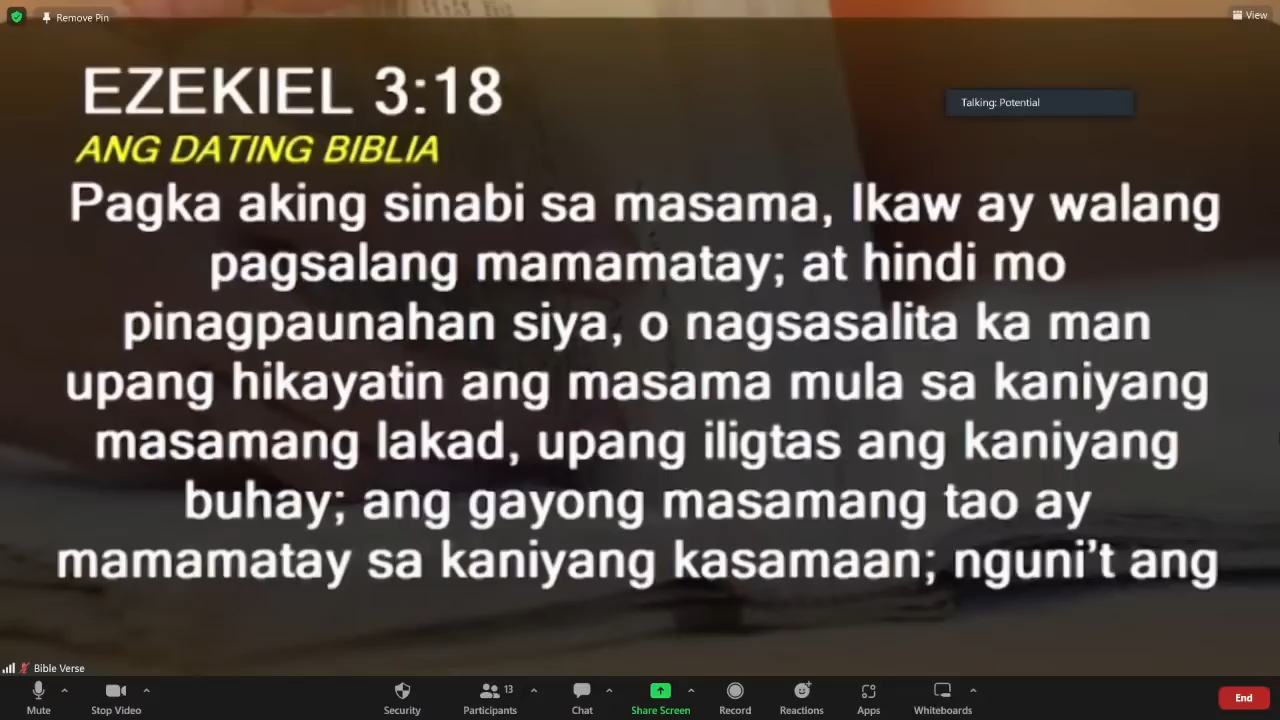 Remove Pin
View
EZEKIEL 3:18
Talking: Potential
ANG DATING BIBLIA
Pagka aking sinabi sa masama, Ikaw ay walang
pagsalang mamamatay; at hindi mo
pinagpaunahan siya, o nagsasalita ka man
upang hikayatin ang masama mula sa kaniyang
masamang lakad, upang iligtas ang kaniyang
buhay; ang gayong masamang tao ay
mamamatay sa kaniyang kasamaan; nguni’t ang
Bible Verse
Mute
Stop Video
Security
13
Participants
Chat
Share Screen
Record
Reactions
Apps
Whiteboards
End